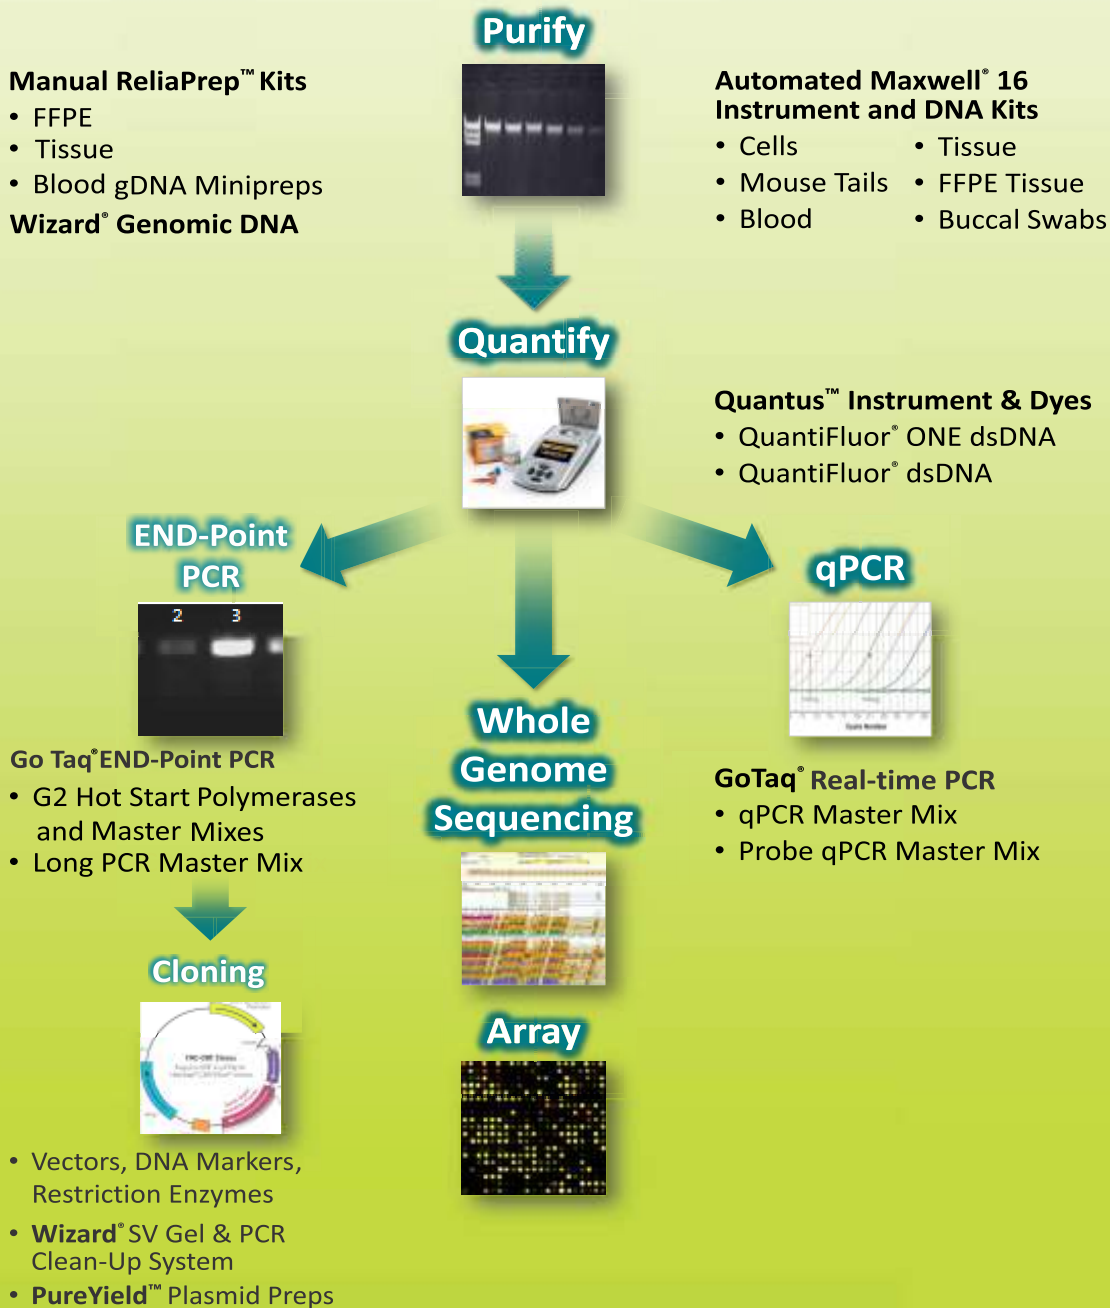 Purify
Manual ReliaPrep™ Kits
• FFPE
• Tissue
• Blood gDNA Minipreps
Wizard® Genomic DNA
Automated Maxwell® 16
Instrument and DNA Kits
• Cells
• Mouse Tails
• Blood
• Tissue
• FFPE Tissue
• Buccal Swabs
Quantify
Quantus™ Instrument & Dyes
• QuantiFluor® ONE dsDNA
• QuantiFluor® dsDNA
END-Point
PCR
2 3
Go Taq® END-Point PCR
• G2 Hot Start Polymerases
and Master Mixes
• Long PCR Master Mix
Cloning
• Vectors, DNA Markers,
Restriction Enzymes
• Wizard® SV Gel & PCR
Clean-Up System
• PureYield™ Plasmid Preps
Whole
Genome
Sequencing
Array
qPCR
Cycle Number
GoTaq® Real-time PCR
• qPCR Master Mix
• Probe qPCR Master Mix